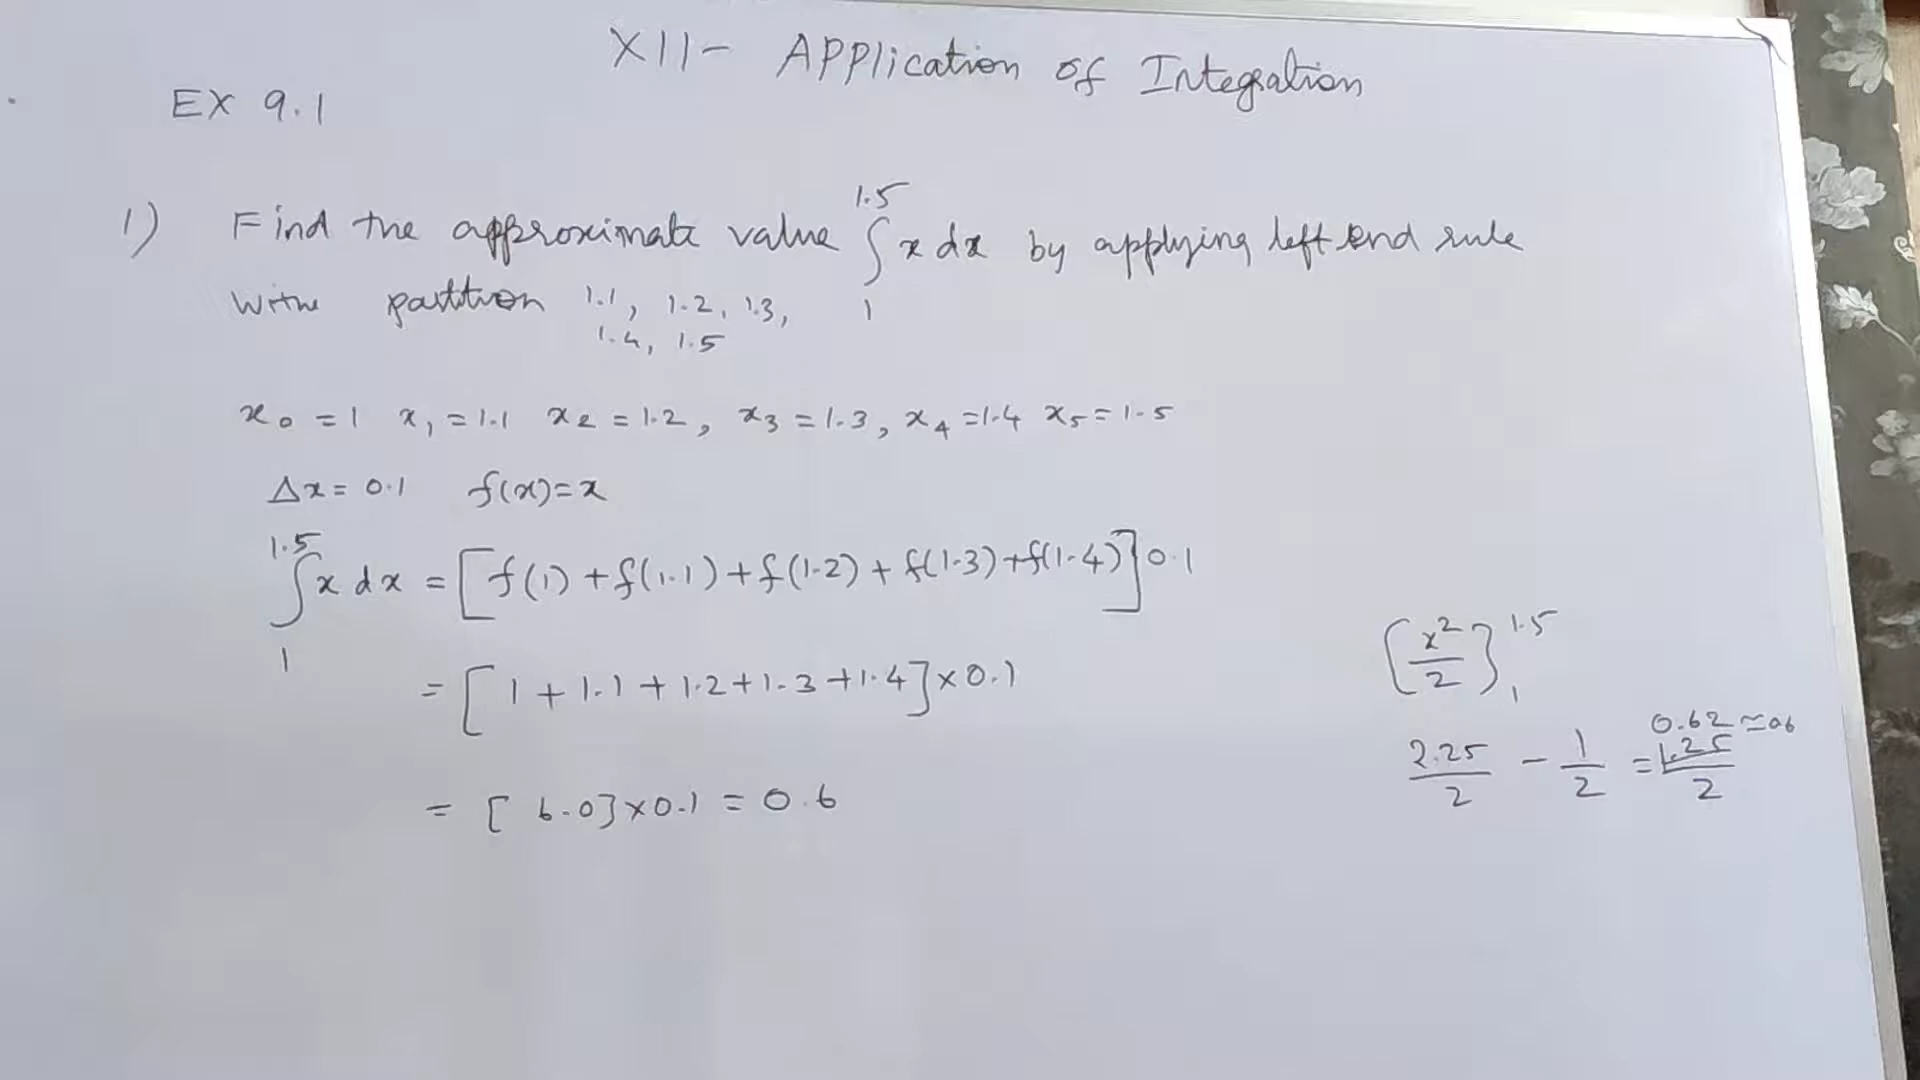 XII - Application of Integration
EX 9.1
1) Find the approximate value ∫₁^1.5 x dx by applying left end rule
with partition 1.1, 1.2, 1.3,
1.4, 1.5
x₀ = 1 x₁ = 1.1 x₂ = 1.2, x₃ = 1.3, x₄ = 1.4 x₅ = 1.5
Δx = 0.1 f(x) = x
∫₁^1.5 x dx = [f(1) + f(1.1) + f(1.2) + f(1.3) + f(1.4)] 0.1
= [1 + 1.1 + 1.2 + 1.3 + 1.4] × 0.1
= [6.0] × 0.1 = 0.6
[x²/2]₁^1.5
2.25/2 - 1/2 = 1.25/2
0.62 ≃ 06